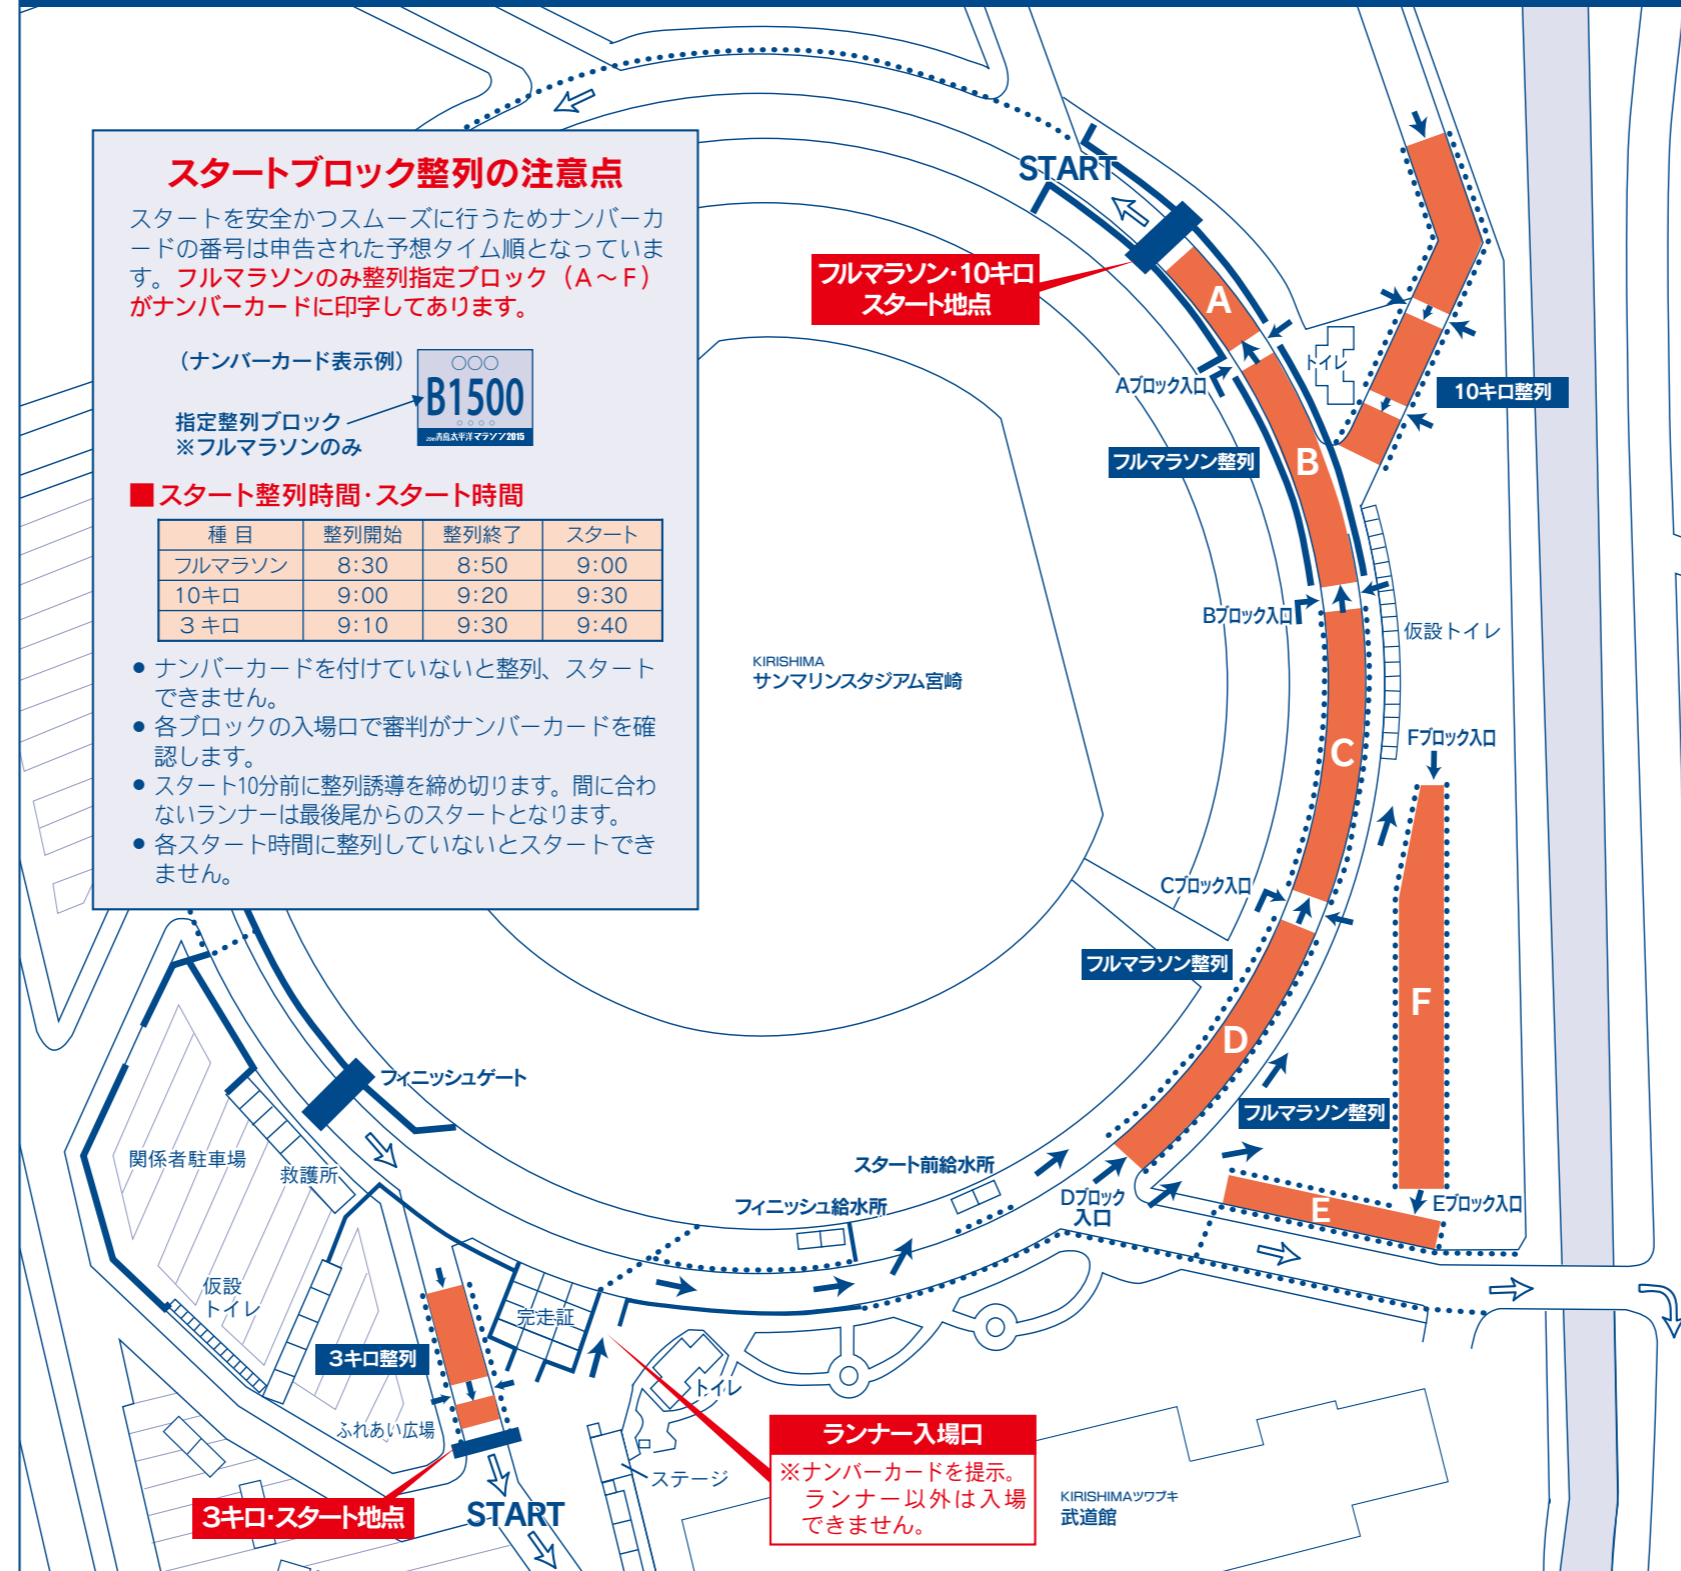 スタートブロック整列の注意点
スタートを安全かつスムーズに行うためナンバーカ
ードの番号は申告された予想タイム順となっていま
す。フルマラソンのみ整列指定ブロック（A～F）
がナンバーカードに印字してあります。
（ナンバーカード表示例）
○○○
B1500
○○○○
青島太平洋マラソン2015
指定整列ブロック
※フルマラソンのみ
■スタート整列時間・スタート時間
種 目 整列開始 整列終了 スタート
フルマラソン 8:30 8:50 9:00
10キロ 9:00 9:20 9:30
3 キロ 9:10 9:30 9:40
● ナンバーカードを付けていないと整列、スタート
できません。
● 各ブロックの入場口で審判がナンバーカードを確
認します。
● スタート10分前に整列誘導を締め切ります。間に合わ
ないランナーは最後尾からのスタートとなります。
● 各スタート時間に整列していないとスタートでき
ません。
START
フルマラソン・10キロ
スタート地点
A
Aブロック入口
トイレ
10キロ整列
フルマラソン整列
B
Bブロック入口
仮設トイレ
KIRISHIMA
サンマリンスタジアム宮崎
C
Fブロック入口
Cブロック入口
フルマラソン整列
D
F
フルマラソン整列
フィニッシュゲート
関係者駐車場
救護所
スタート前給水所
フィニッシュ給水所
Dブロック
入口
E
Eブロック入口
仮設
トイレ
完走証
3キロ整列
トイレ
ふれあい広場
ステージ
ランナー入場口
※ナンバーカードを提示。
ランナー以外は入場
できません。
KIRISHIMAツワブキ
武道館
3キロ・スタート地点
START